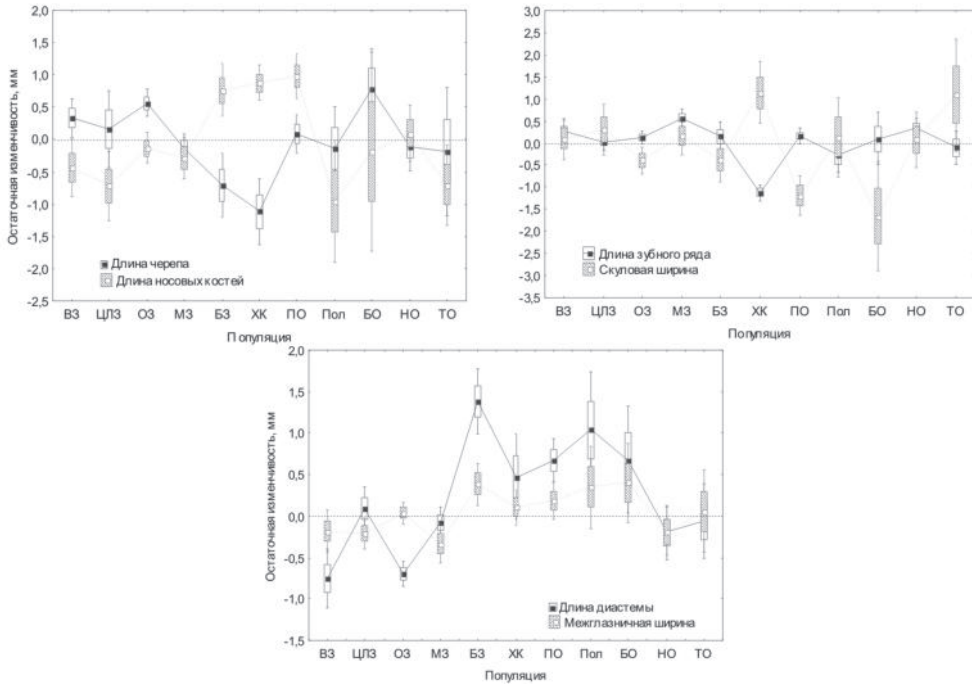 Остаточная изменчивость, мм
2,0
1,5
1,0
0,5
0,0
-0,5
-1,0
-1,5
-2,0
-2,5
Длина черепа
Длина носовых костей
ВЗ ЦЛЗ ОЗ МЗ БЗ ХК ПО Пол БО НО ТО
Популяция
3,0
2,5
2,0
1,5
1,0
0,5
0,0
-0,5
-1,0
-1,5
-2,0
-2,5
-3,0
-3,5
Длина зубного ряда
Скуловая ширина
ВЗ ЦЛЗ ОЗ МЗ БЗ ХК ПО Пол БО НО ТО
Популяция
Остаточная изменчивость, мм
2,0
1,5
1,0
0,5
0,0
-0,5
-1,0
-1,5
Длина диастемы
Межглазничная ширина
ВЗ ЦЛЗ ОЗ МЗ БЗ ХК ПО Пол БО НО ТО
Популяция